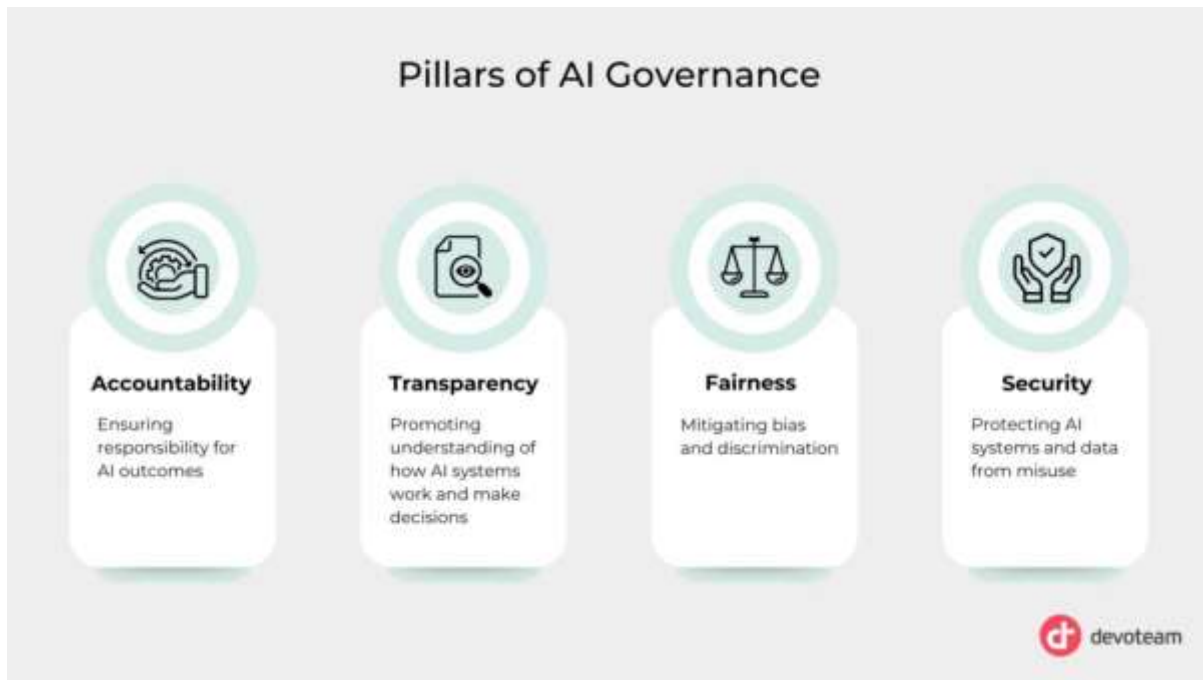 Pillars of AI Governance
Accountability
Ensuring
responsibility for
AI outcomes
Transparency
Promoting
understanding of
how AI systems
work and make
decisions
Fairness
Mitigating bias
and discrimination
Security
Protecting AI
systems and data
from misuse
devoteam